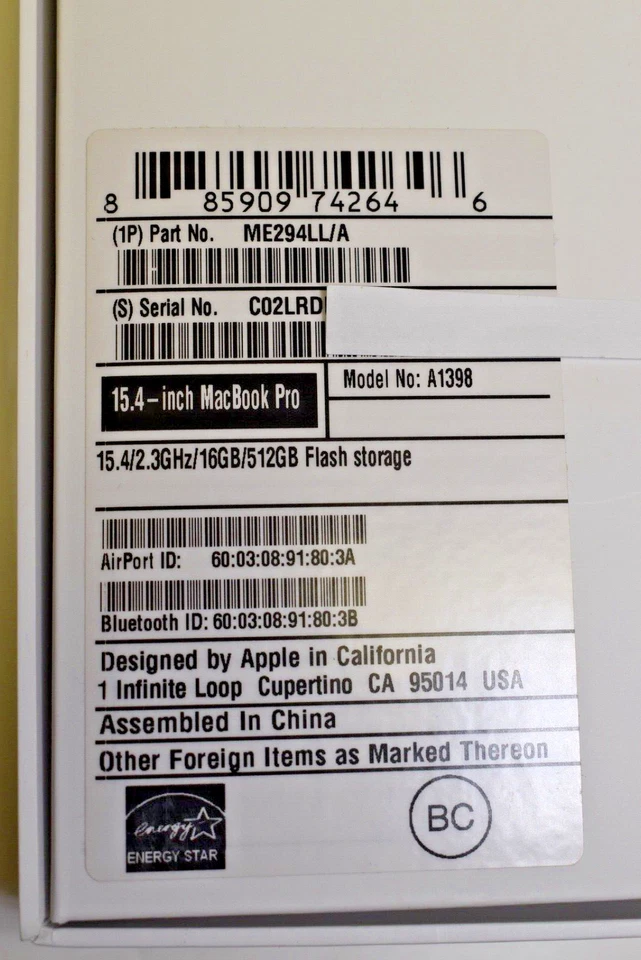 8 85909 74264 6
(1P) Part No. ME294LL/A
(S) Serial No. C02LRD
15.4-inch MacBook Pro
Model No: A1398
15.4/2.3GHz/16GB/512GB Flash storage
AirPort ID: 60:03:08:91:80:3A
Bluetooth ID: 60:03:08:91:80:3B
Designed by Apple in California
1 Infinite Loop Cupertino CA 95014 USA
Assembled In China
Other Foreign Items as Marked Thereon
energy
ENERGY STAR
BC